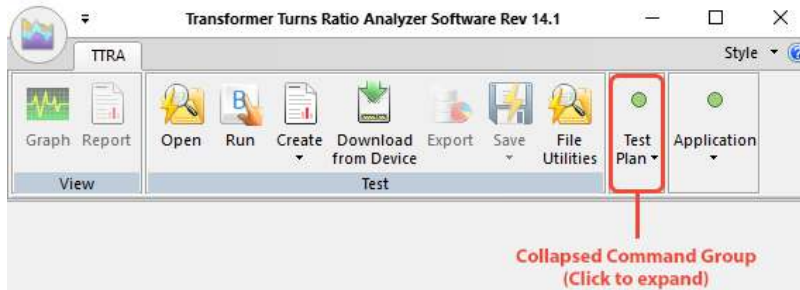 Transformer Turns Ratio Analyzer Software Rev 14.1
TTRA
Style
Graph
Report
Open
B
Run
Create
Download
from Device
Export
Save
File
Utilities
Test
Plan
Application
View
Test
Collapsed Command Group
(Click to expand)